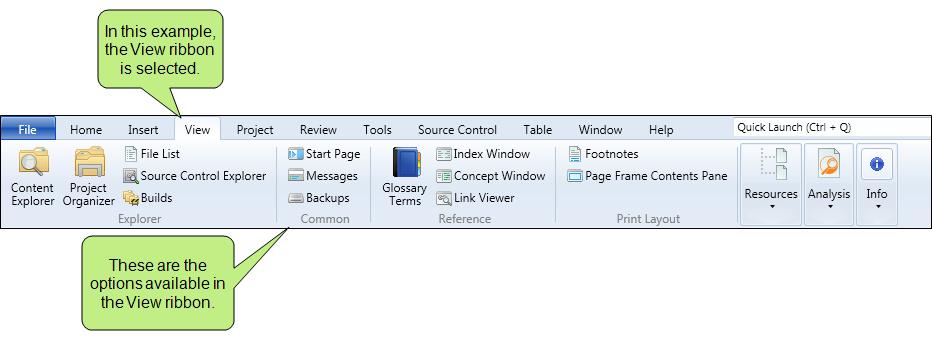 In this example,
the View ribbon
is selected.
File Home Insert View Project Review Tools Source Control Table Window Help Quick Launch (Ctrl + Q)
Content
Explorer
Project
Organizer
File List
Source Control Explorer
Builds
Explorer
Start Page
Messages
Backups
Common
Glossary
Terms
Index Window
Concept Window
Link Viewer
Reference
Footnotes
Page Frame Contents Pane
Print Layout
Resources
Analysis
Info
These are the
options available in
the View ribbon.